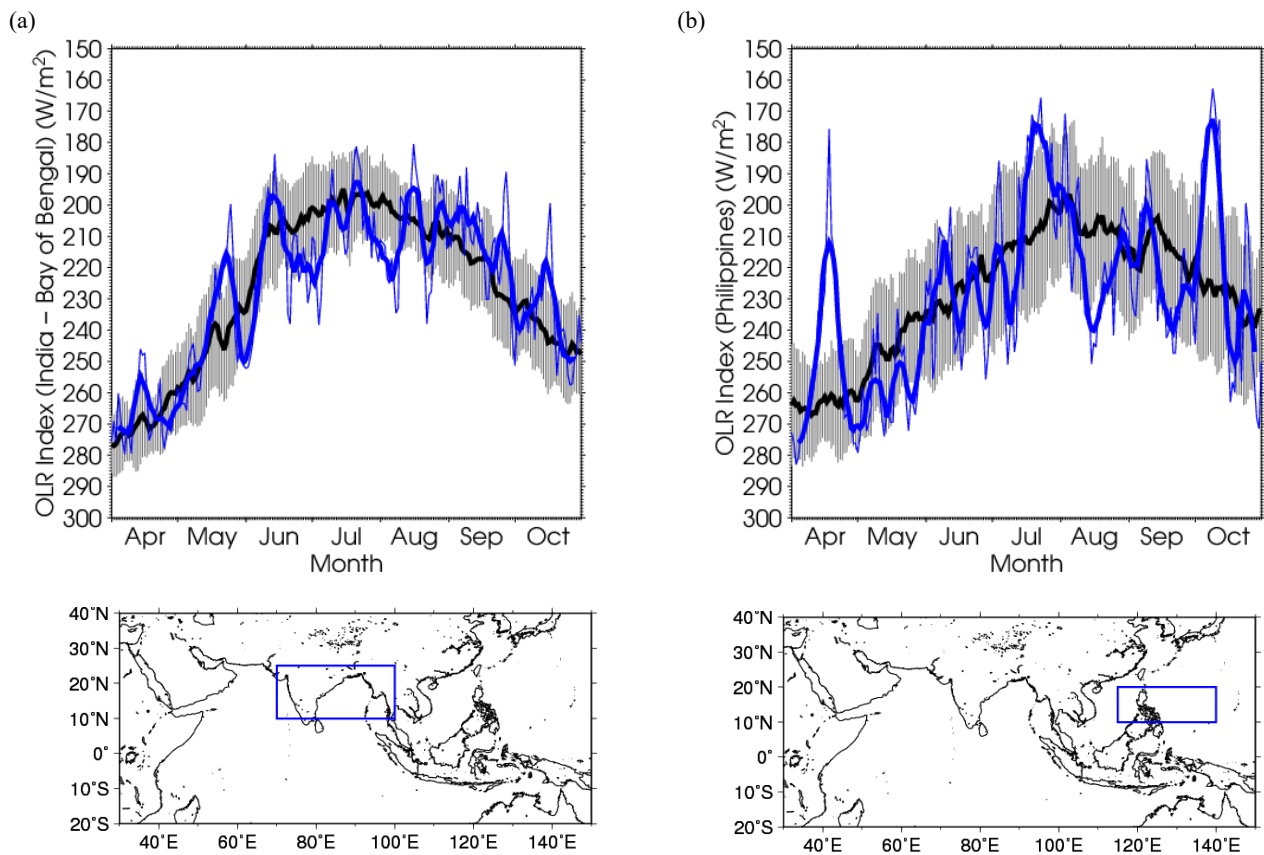 (a)
OLR Index (India – Bay of Bengal) (W/m²)
150
160
170
180
190
200
210
220
230
240
250
260
270
280
290
300
Apr May Jun Jul Aug Sep Oct
Month
40˚N
30˚N
20˚N
10˚N
0˚
10˚S
20˚S
40˚E 60˚E 80˚E 100˚E 120˚E 140˚E
(b)
OLR Index (Philippines) (W/m²)
150
160
170
180
190
200
210
220
230
240
250
260
270
280
290
300
Apr May Jun Jul Aug Sep Oct
Month
40˚N
30˚N
20˚N
10˚N
0˚
10˚S
20˚S
40˚E 60˚E 80˚E 100˚E 120˚E 140˚E